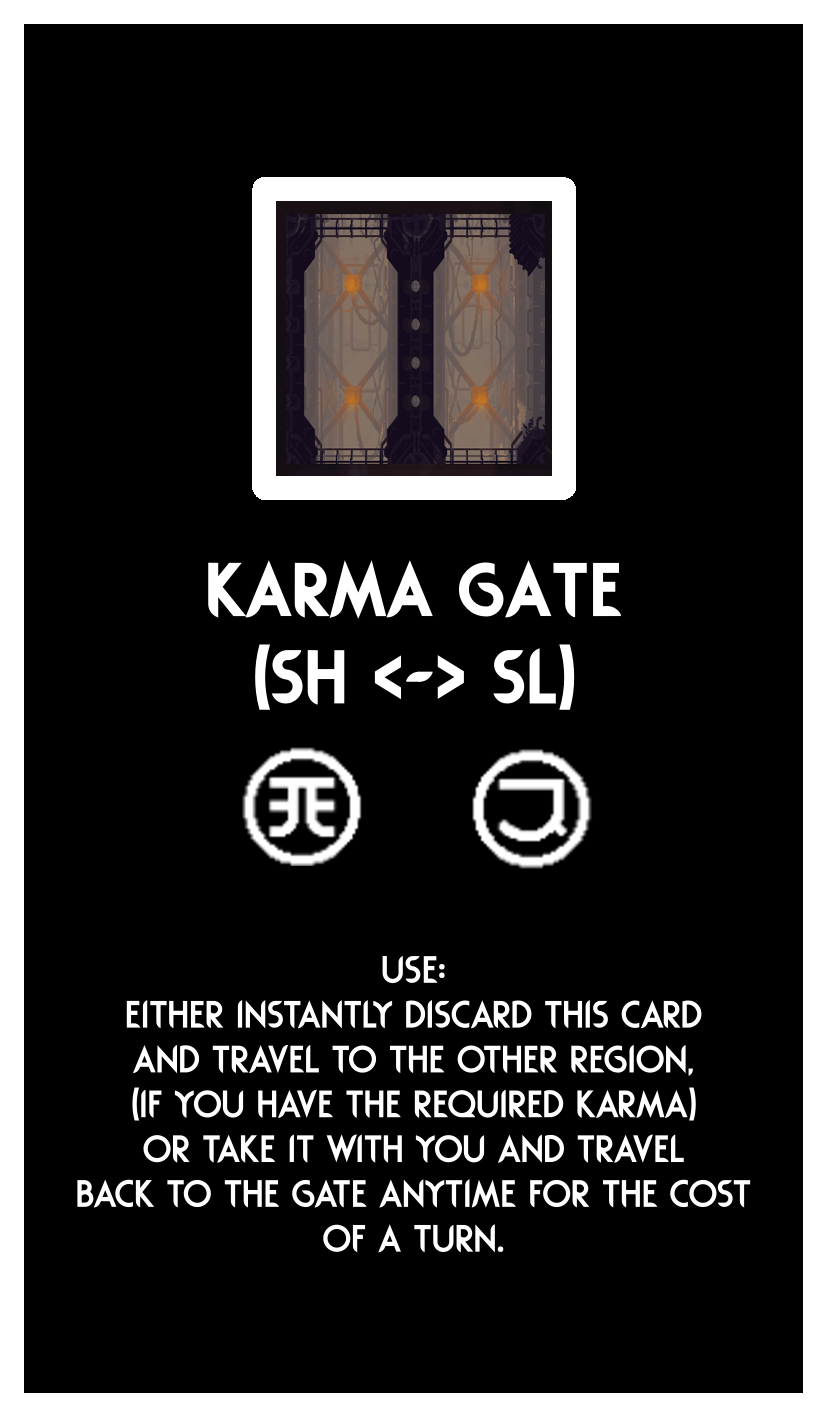 KARMA GATE
(SH <-> SL)
USE:
EITHER INSTANTLY DISCARD THIS CARD
AND TRAVEL TO THE OTHER REGION,
(IF YOU HAVE THE REQUIRED KARMA)
OR TAKE IT WITH YOU AND TRAVEL
BACK TO THE GATE ANYTIME FOR THE COST
OF A TURN.